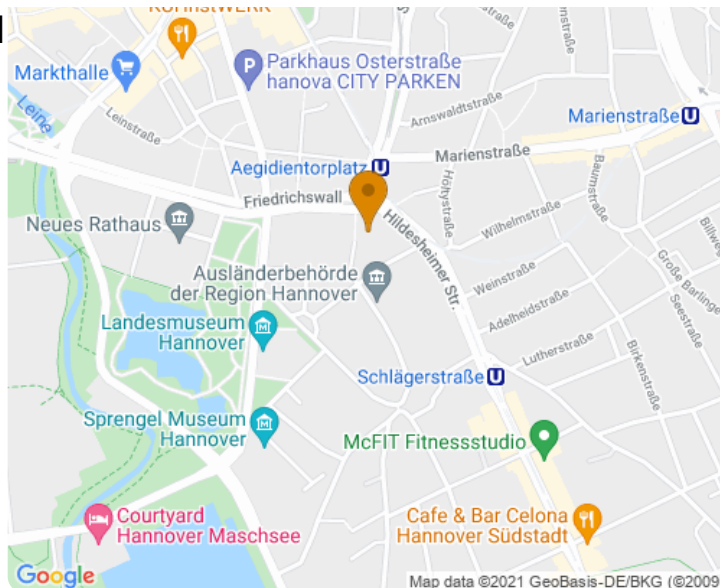 KüHnstWERK
Markthalle
Parkhaus Osterstraße
hanova CITY PARKEN
Leine
Leinstraße
Arnswaldtstraße
Marienstraße U
Aegidientorplatz U
Marienstraße
Friedrichswall
Höltystraße
Baumstraße
Neues Rathaus
Hildesheimer Str.
Wilhelmstraße
Große Barlinge
Ausländerbehörde
der Region Hannover
Weinstraße
Seestraße
Adelheidstraße
Landesmuseum
Hannover
Lutherstraße
Birkenstraße
Schlägerstraße U
Sprengel Museum
Hannover
McFIT Fitnessstudio
Courtyard
Hannover Maschsee
Cafe & Bar Celona
Hannover Südstadt
Google
Map data ©2021 GeoBasis-DE/BKG (©2009